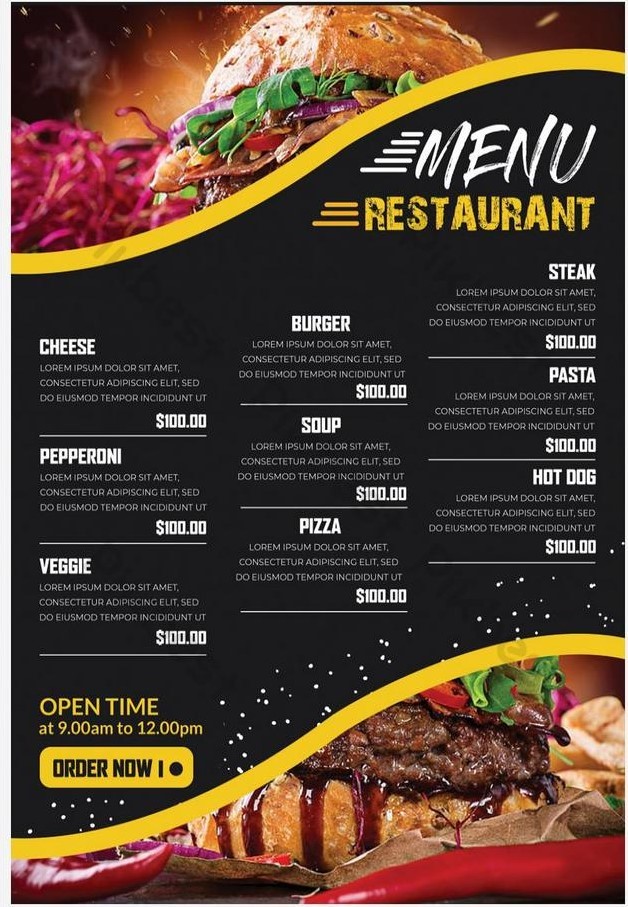 MENU
RESTAURANT
CHEESE
LOREM IPSUM DOLOR SIT AMET,
CONSECTETUR ADIPISCING ELIT, SED
DO EIUSMOD TEMPOR INCIDIDUNT UT
$100.00
PEPPERONI
LOREM IPSUM DOLOR SIT AMET,
CONSECTETUR ADIPISCING ELIT, SED
DO EIUSMOD TEMPOR INCIDIDUNT UT
$100.00
VEGGIE
LOREM IPSUM DOLOR SIT AMET,
CONSECTETUR ADIPISCING ELIT, SED
DO EIUSMOD TEMPOR INCIDIDUNT UT
$100.00
BURGER
LOREM IPSUM DOLOR SIT AMET,
CONSECTETUR ADIPISCING ELIT, SED
DO EIUSMOD TEMPOR INCIDIDUNT UT
$100.00
SOUP
LOREM IPSUM DOLOR SIT AMET,
CONSECTETUR ADIPISCING ELIT, SED
DO EIUSMOD TEMPOR INCIDIDUNT UT
$100.00
PIZZA
LOREM IPSUM DOLOR SIT AMET,
CONSECTETUR ADIPISCING ELIT, SED
DO EIUSMOD TEMPOR INCIDIDUNT UT
$100.00
STEAK
LOREM IPSUM DOLOR SIT AMET,
CONSECTETUR ADIPISCING ELIT, SED
DO EIUSMOD TEMPOR INCIDIDUNT UT
$100.00
PASTA
LOREM IPSUM DOLOR SIT AMET,
CONSECTETUR ADIPISCING ELIT, SED
DO EIUSMOD TEMPOR INCIDIDUNT UT
$100.00
HOT DOG
LOREM IPSUM DOLOR SIT AMET,
CONSECTETUR ADIPISCING ELIT, SED
DO EIUSMOD TEMPOR INCIDIDUNT UT
$100.00
OPEN TIME
at 9.00am to 12.00pm
ORDER NOW |